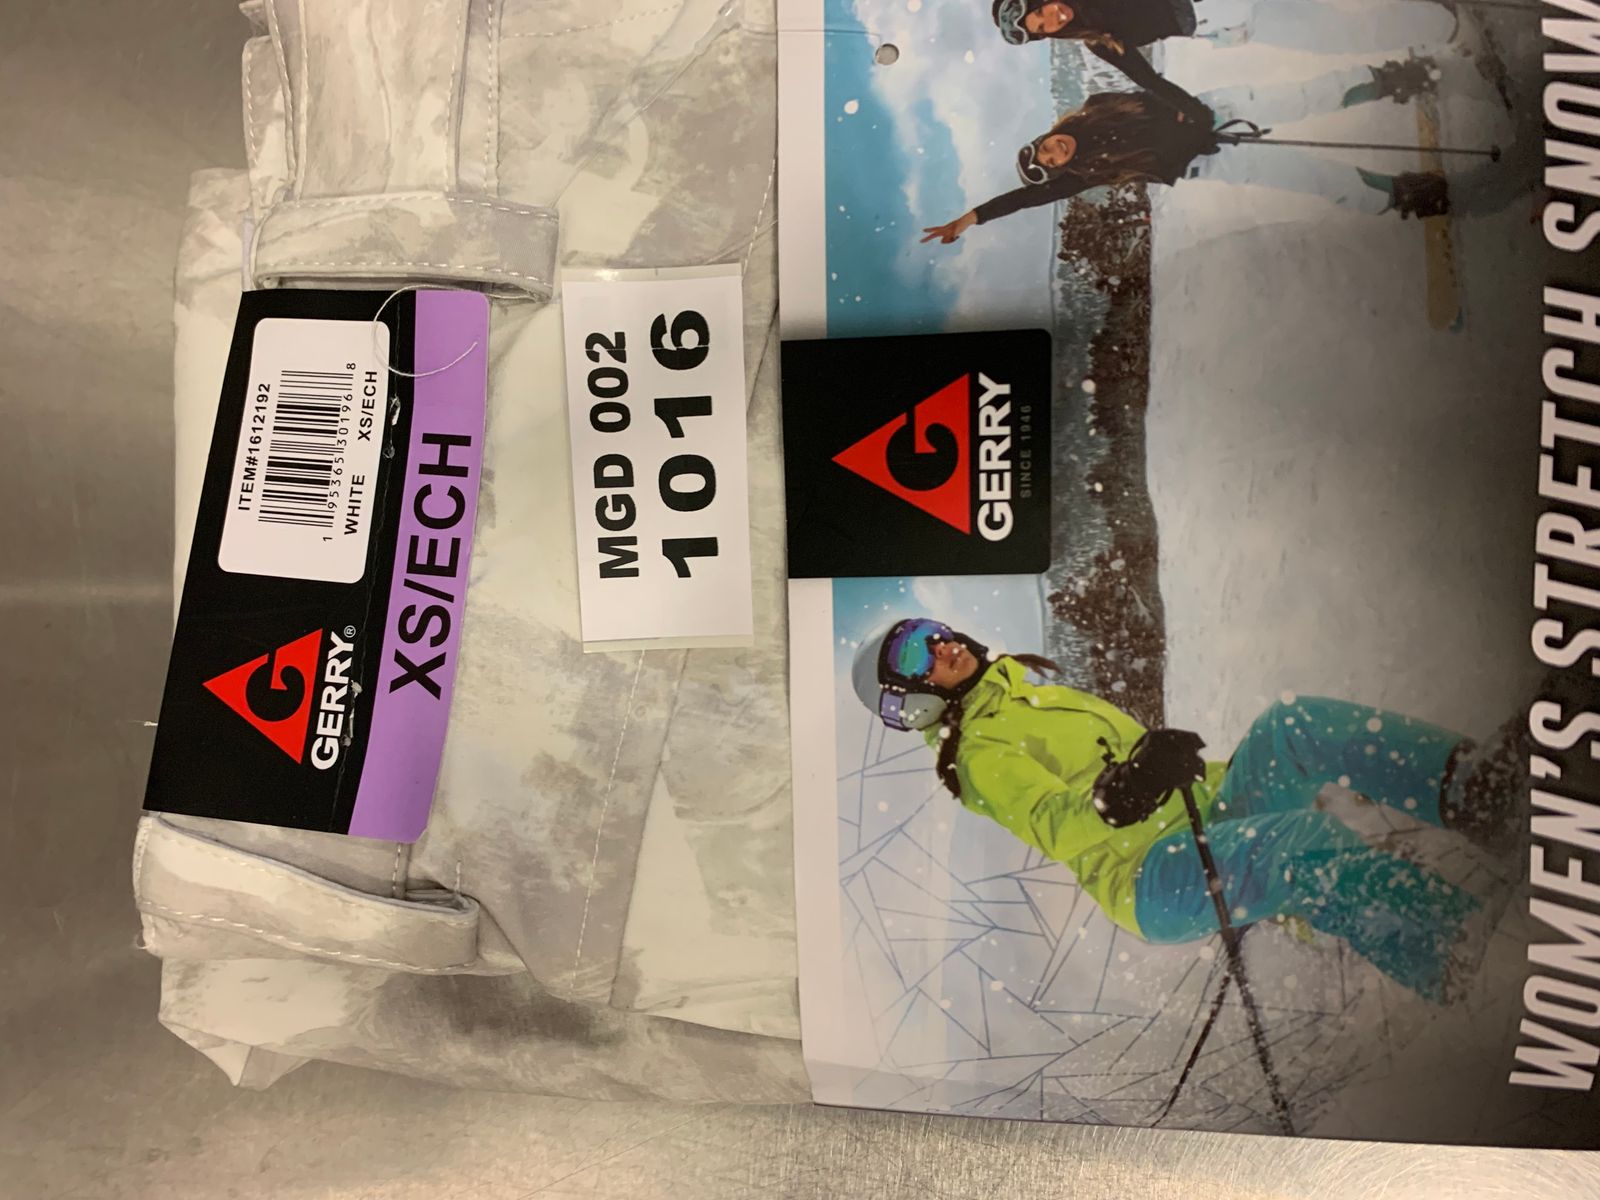 ITEM#1612192
1 95365 30196 8
WHITE XS/ECH
G
GERRY®
XS/ECH
MGD 002
1016
G
GERRY
SINCE 1946
WOMEN'S STRETCH SNOW